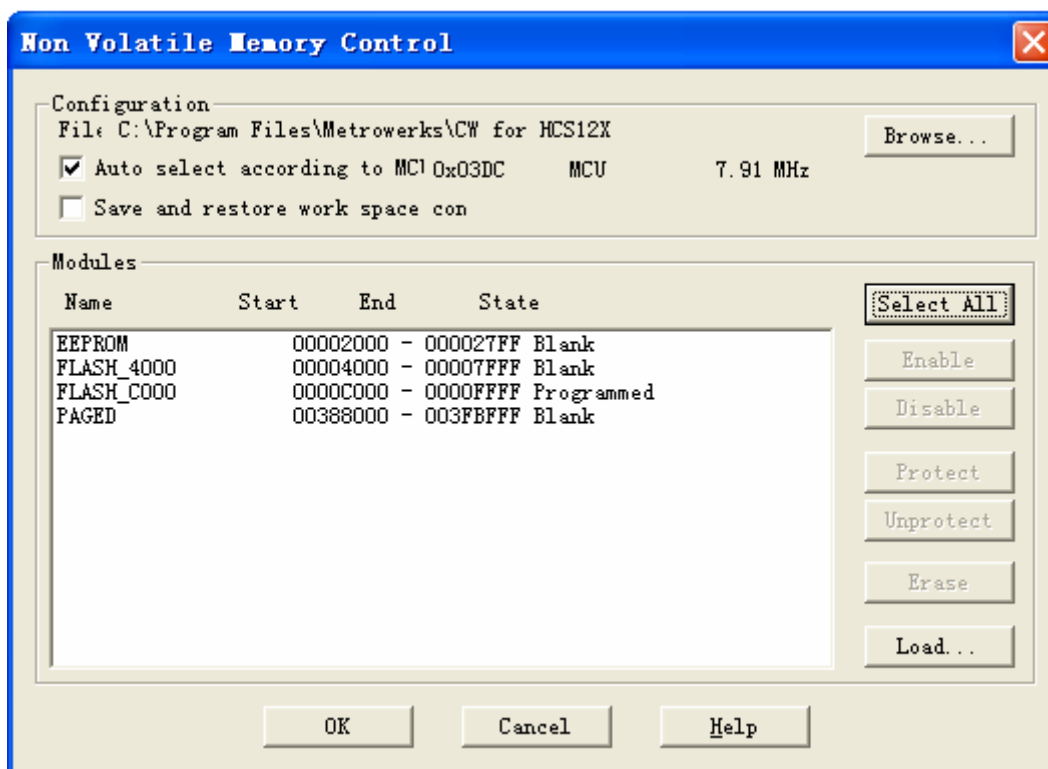 Non Volatile Memory Control
Configuration
File C:\Program Files\Metrowerks\CW for HCS12X
Browse...
Auto select according to MCU 0x03DC MCU 7.91 MHz
Save and restore work space con
Modules
Name Start End State
Select All
EEPROM 00002000 - 000027FF Blank
FLASH_4000 00004000 - 00007FFF Blank
FLASH_C000 0000C000 - 0000FFFF Programmed
PAGED 00388000 - 003FBFFF Blank
Enable
Disable
Protect
Unprotect
Erase
Load...
OK Cancel Help